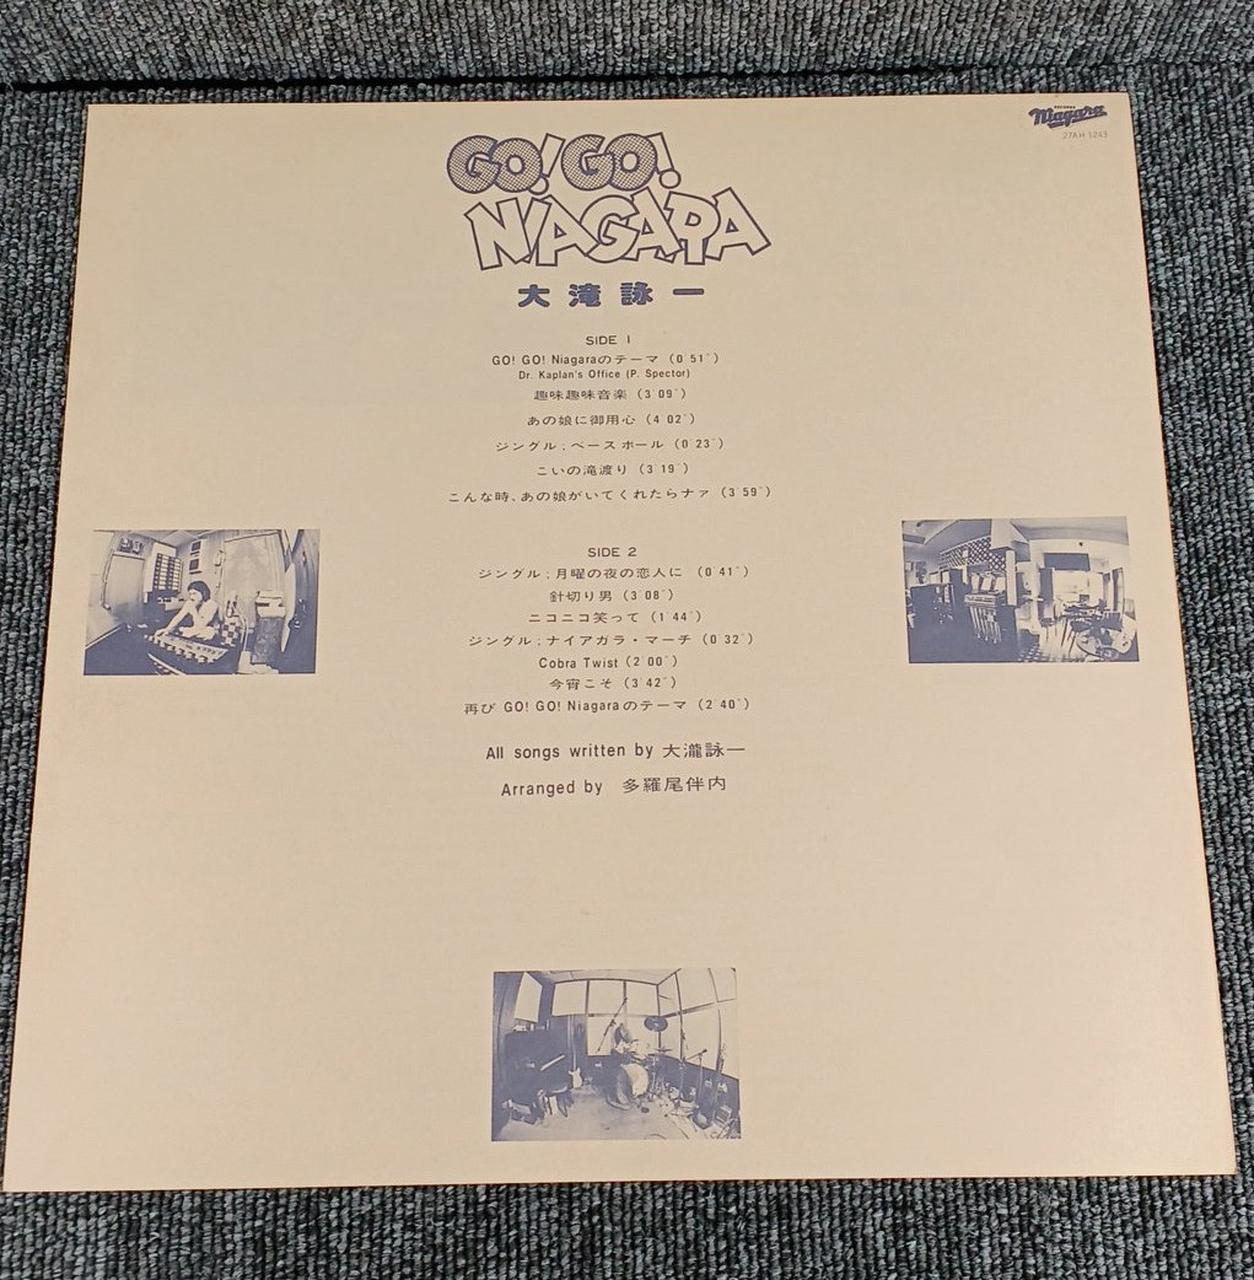 RECORDS
Niagara
27AH 1243
GO! GO!
NIAGARA
大滝詠一
SIDE 1
GO! GO! Niagaraのテーマ (0'51")
Dr. Kaplan's Office (P. Spector)
趣味趣味音楽 (3'09")
あの娘に御用心 (4'02")
ジングル;ベースボール (0'23")
こいの滝渡り (3'19")
こんな時、あの娘がいてくれたらナァ (3'59")
SIDE 2
ジングル;月曜の夜の恋人に (0'41")
針切り男 (3'08")
ニコニコ笑って (1'44")
ジングル;ナイアガラ・マーチ (0'32")
Cobra Twist (2'00")
今宵こそ (3'42")
再び GO! GO! Niagaraのテーマ (2'40")
All songs written by 大瀧詠一
Arranged by 多羅尾伴内